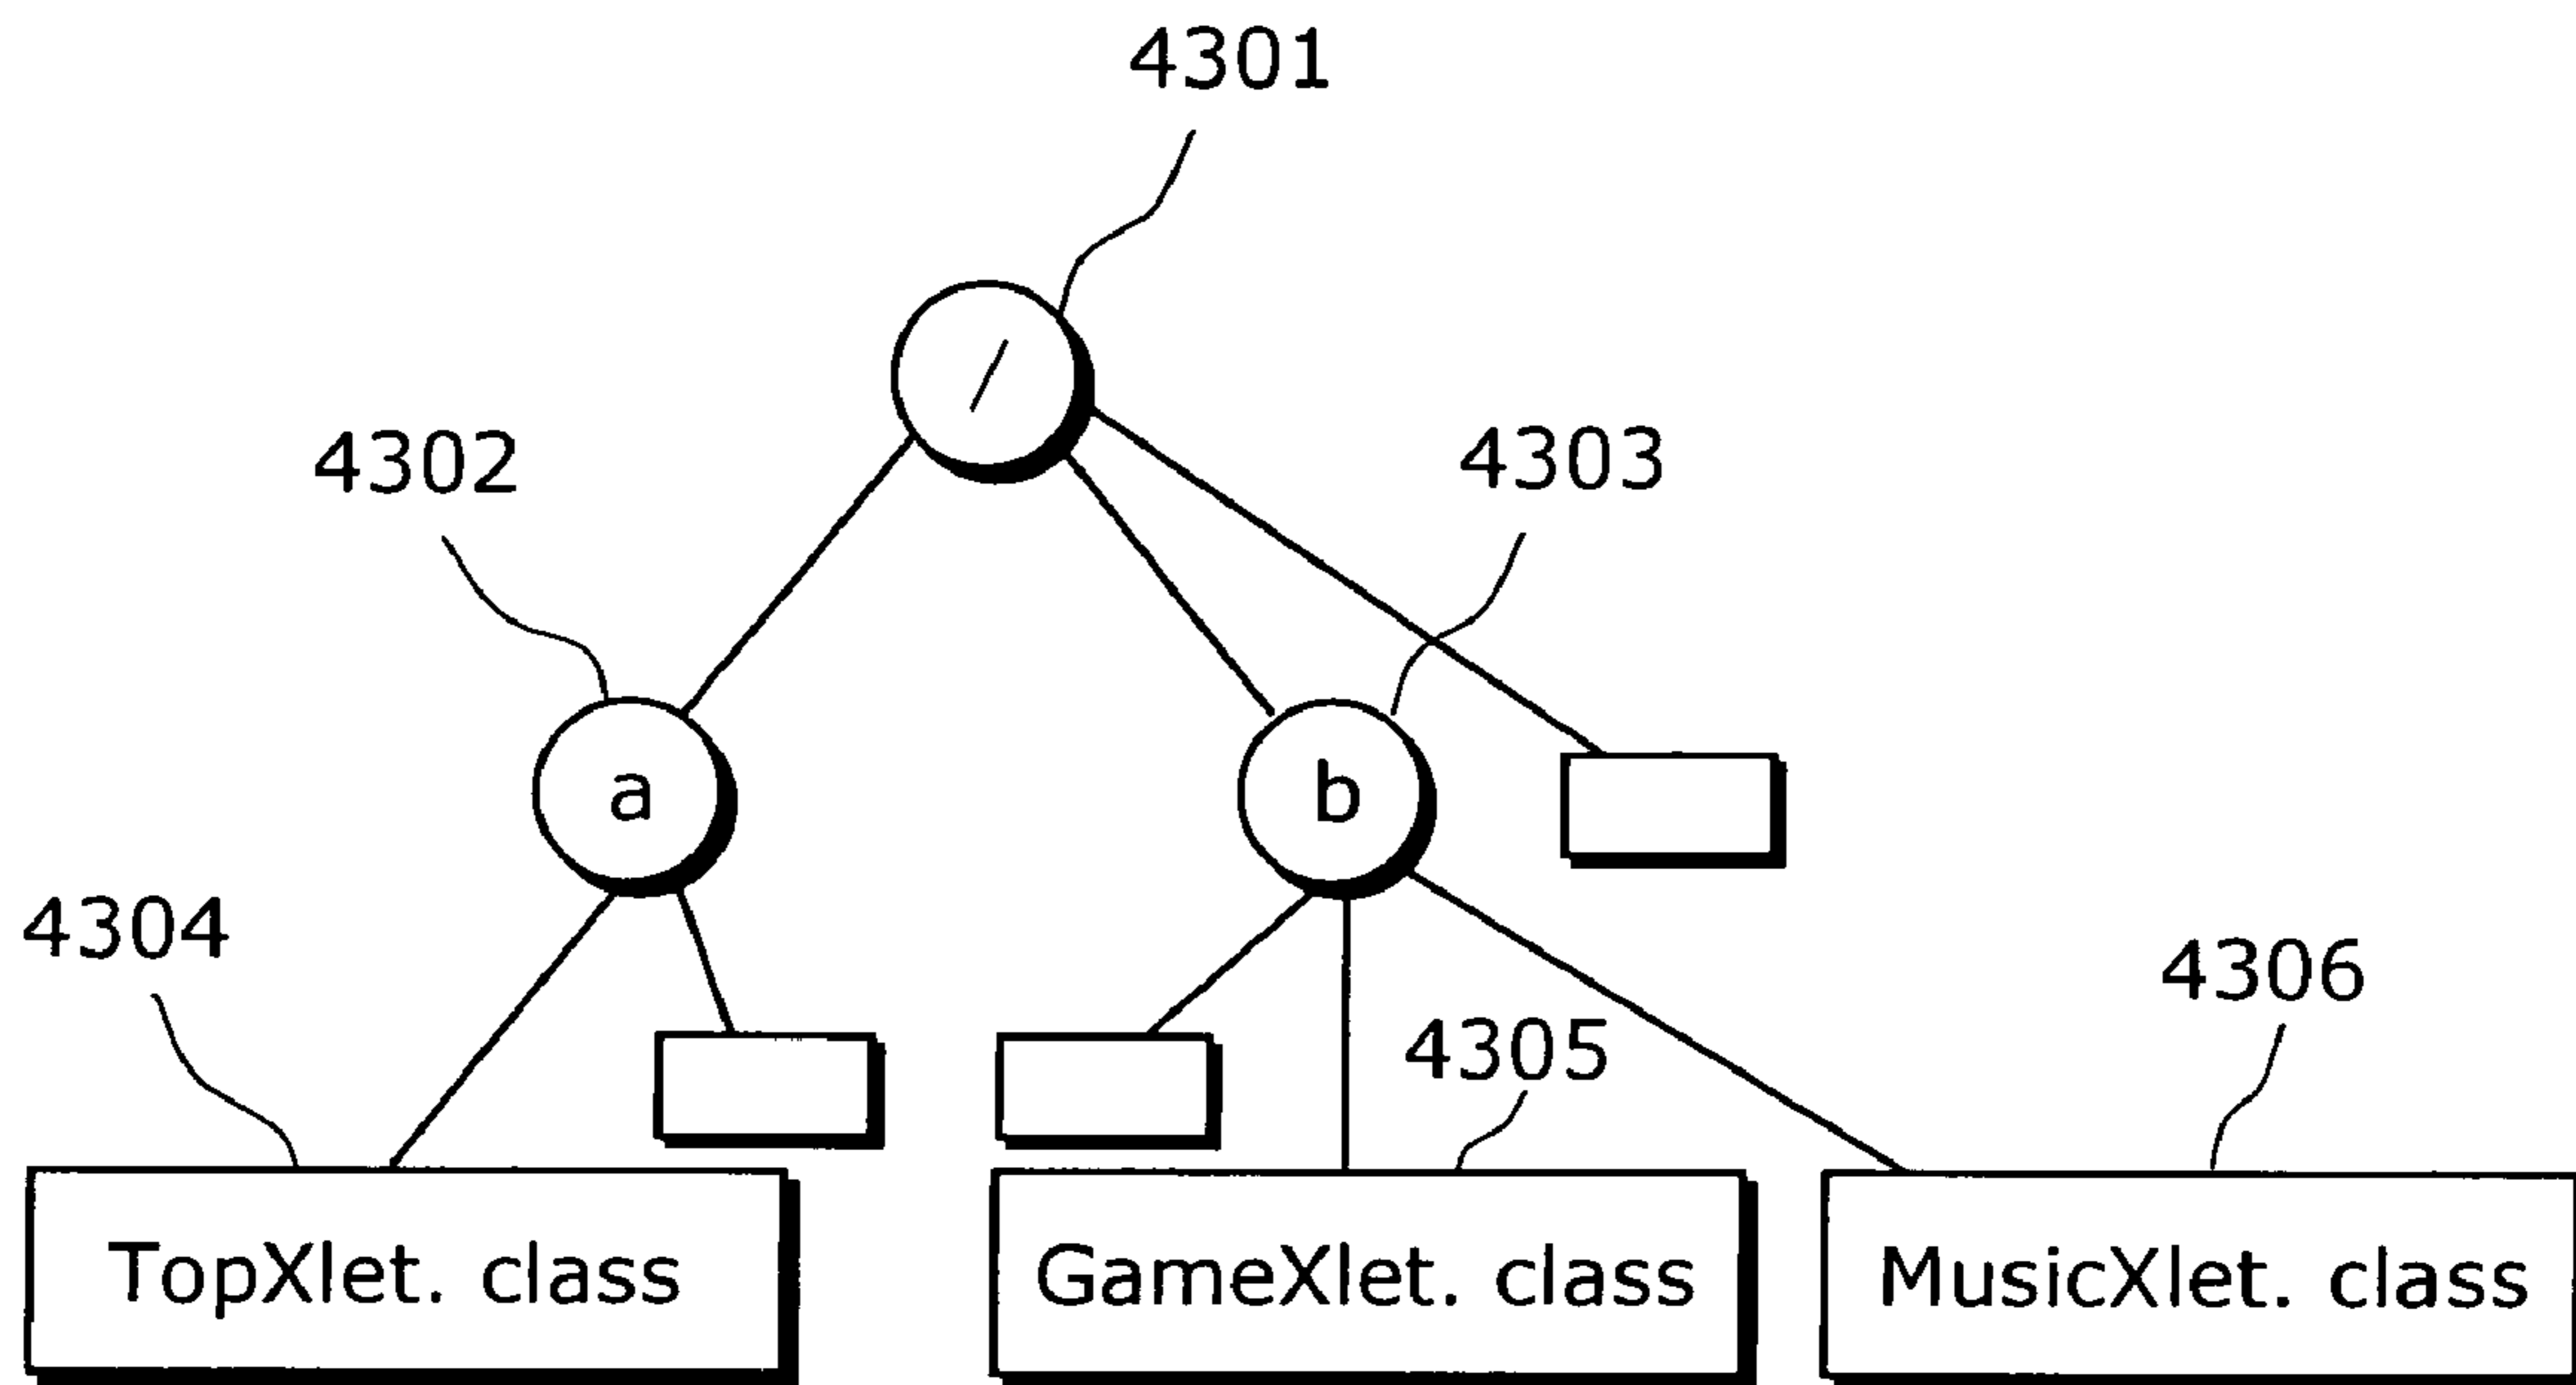 4301
/
4302
4303
a
b
4304
4306
4305
TopXlet. class
GameXlet. class
MusicXlet. class